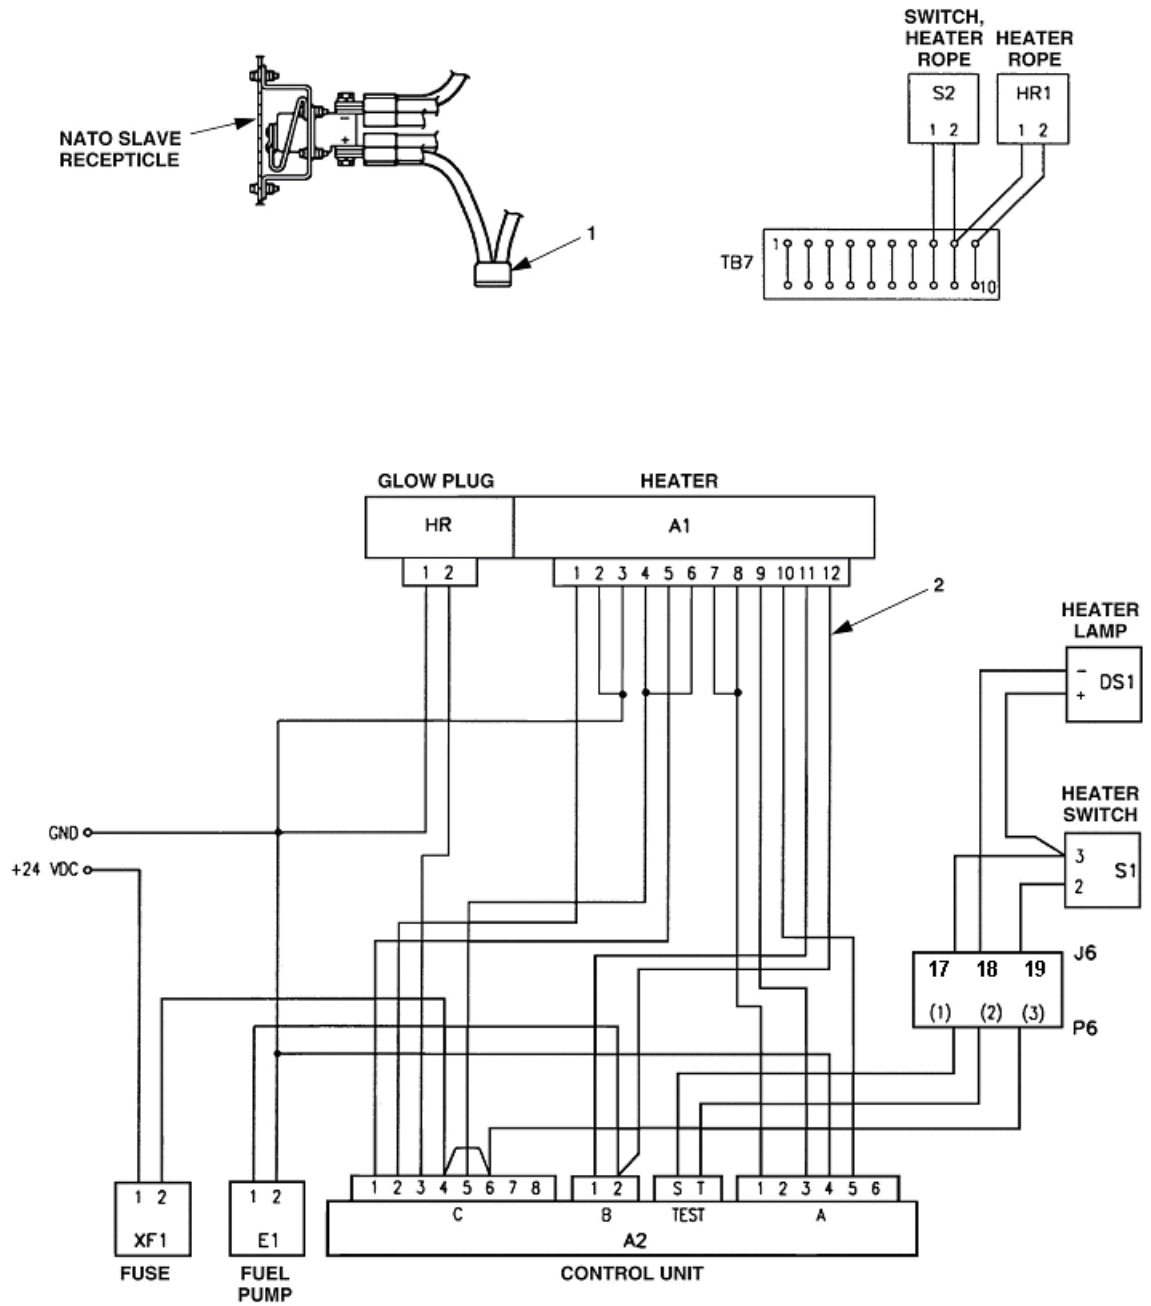 SWITCH,
HEATER
ROPE
HEATER
ROPE
S2
1 2
HR1
1 2
NATO SLAVE
RECEPTICLE
−
+
1
1
TB7
10
GLOW PLUG
HEATER
HR
A1
1 2
1 2 3 4 5 6 7 8 9 10 11 12
2
HEATER
LAMP
−
+
DS1
HEATER
SWITCH
3
2
S1
GND
+24 VDC
17 18 19
J6
(1) (2) (3)
P6
1 2
XF1
FUSE
1 2
E1
FUEL
PUMP
1 2 3 4 5 6 7 8
C
1 2
B
S T
TEST
1 2 3 4 5 6
A
A2
CONTROL UNIT